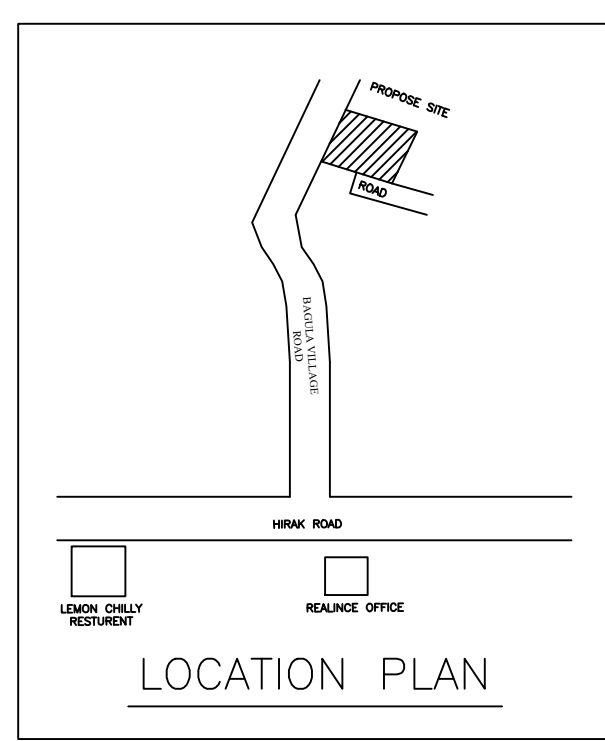 PROPOSE SITE
ROAD
BAGULA VILLAGE
ROAD
HIRAK ROAD
LEMON CHILLY
RESTURENT
REALINCE OFFICE
LOCATION PLAN